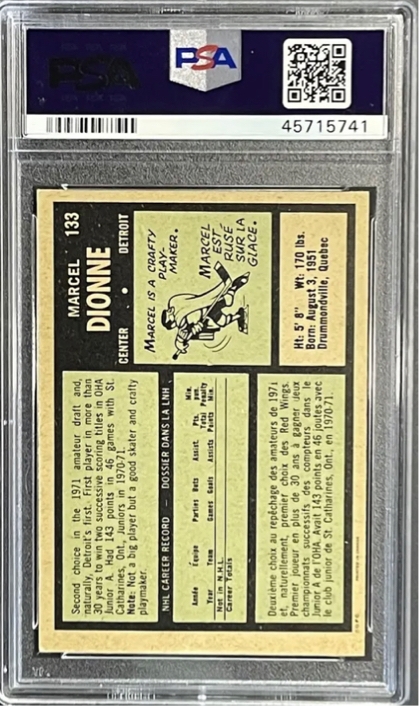 PSA
PSA
45715741
MARCEL 133
DIONNE
CENTER • DETROIT
MARCEL IS A CRAFTY
PLAY-
MAKER.
MARCEL
EST
RUSÉ
SUR LA
GLACE.
Ht: 5' 8" Wt: 170 lbs.
Born: August 3, 1951
Drummondville, Quebec
Second choice in the 1971 amateur draft and,
naturally, Detroit's first. First player in more than
30 years to win two successive scoring titles in OHA
Junior A. Had 143 points in 46 games with St.
Catharines, Ont., Juniors in 1970-71.
Note: Not a big player but a good skater and crafty
playmaker.
NHL CAREER RECORD — DOSSIER DANS LA LNH
Année Équipe Parties Buts Assist. Pts. Min. pun.
Year Team Games Goals Assists Total Points Penalty Min.
Not in N.H.L.
Career Totals
Deuxième choix au repêchage des amateurs de 1971
et, naturellement, premier choix des Red Wings.
Premier joueur en plus de 30 ans à gagner deux
championnats successifs des compteurs dans le
Junior A de l'OHA. Avait 143 points en 46 joutes avec
le club junior de St. Catharines, Ont., en 1970-71.
PRINTED IN CANADA